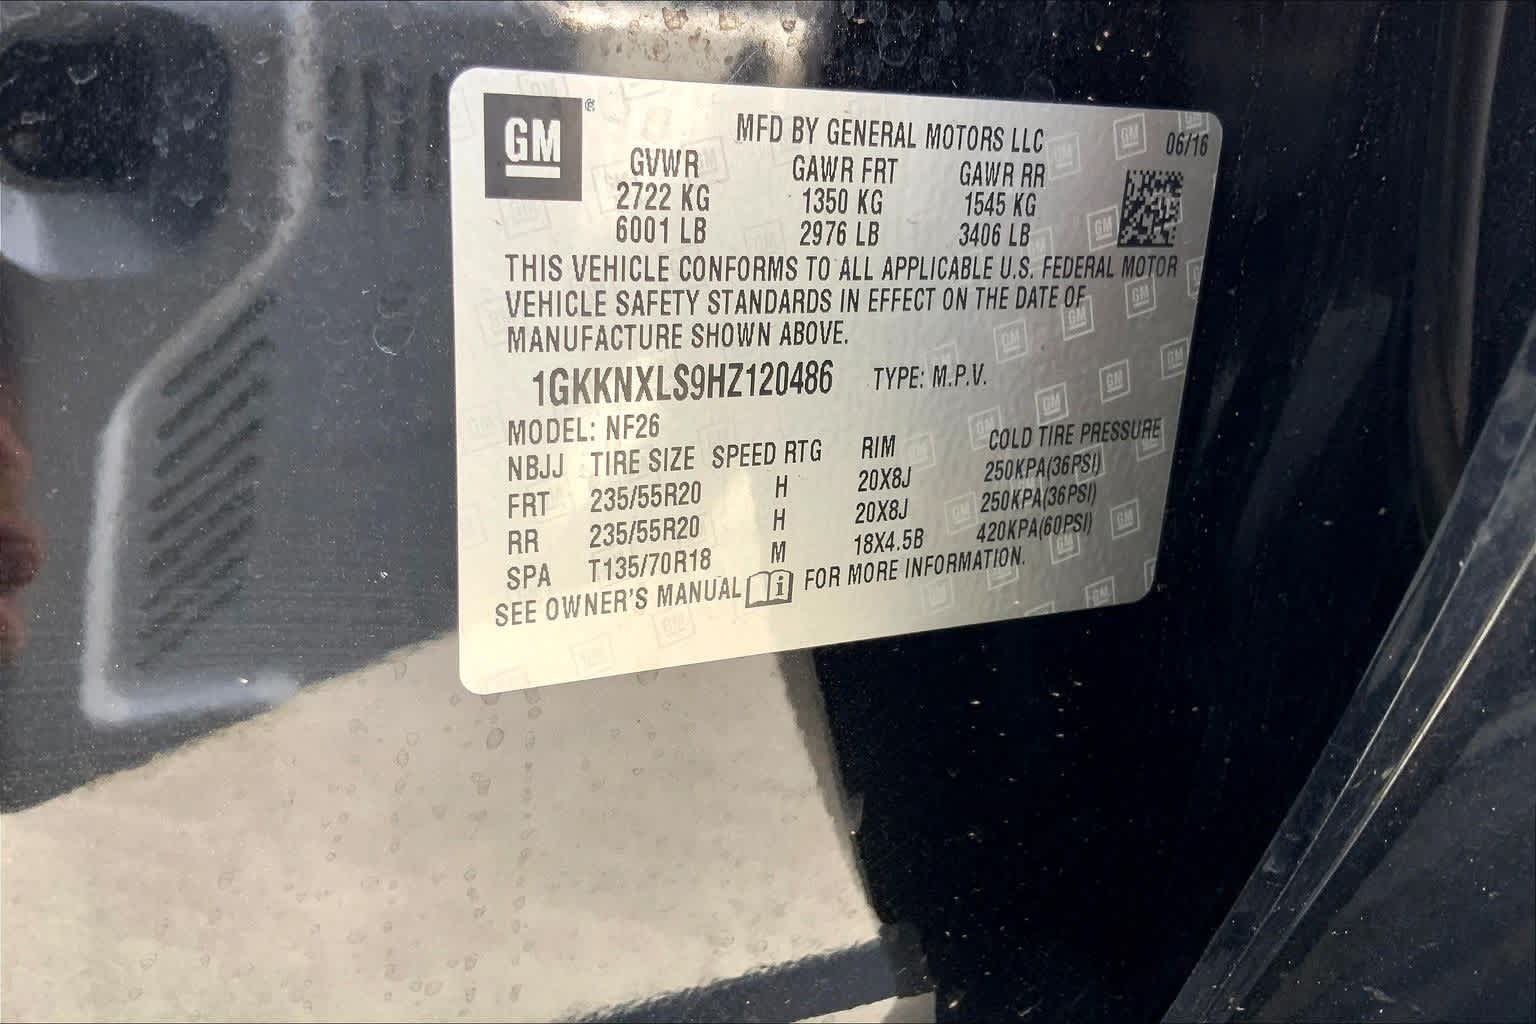 GM ®
MFD BY GENERAL MOTORS LLC 06/16
GVWR GAWR FRT GAWR RR
2722 KG 1350 KG 1545 KG
6001 LB 2976 LB 3406 LB
THIS VEHICLE CONFORMS TO ALL APPLICABLE U.S. FEDERAL MOTOR
VEHICLE SAFETY STANDARDS IN EFFECT ON THE DATE OF
MANUFACTURE SHOWN ABOVE.
1GKKNXLS9HZ120486 TYPE: M.P.V.
MODEL: NF26
NBJJ TIRE SIZE SPEED RTG RIM COLD TIRE PRESSURE
FRT 235/55R20 H 20X8J 250KPA(36PSI)
RR 235/55R20 H 20X8J 250KPA(36PSI)
SPA T135/70R18 M 18X4.5B 420KPA(60PSI)
SEE OWNER'S MANUAL i FOR MORE INFORMATION.